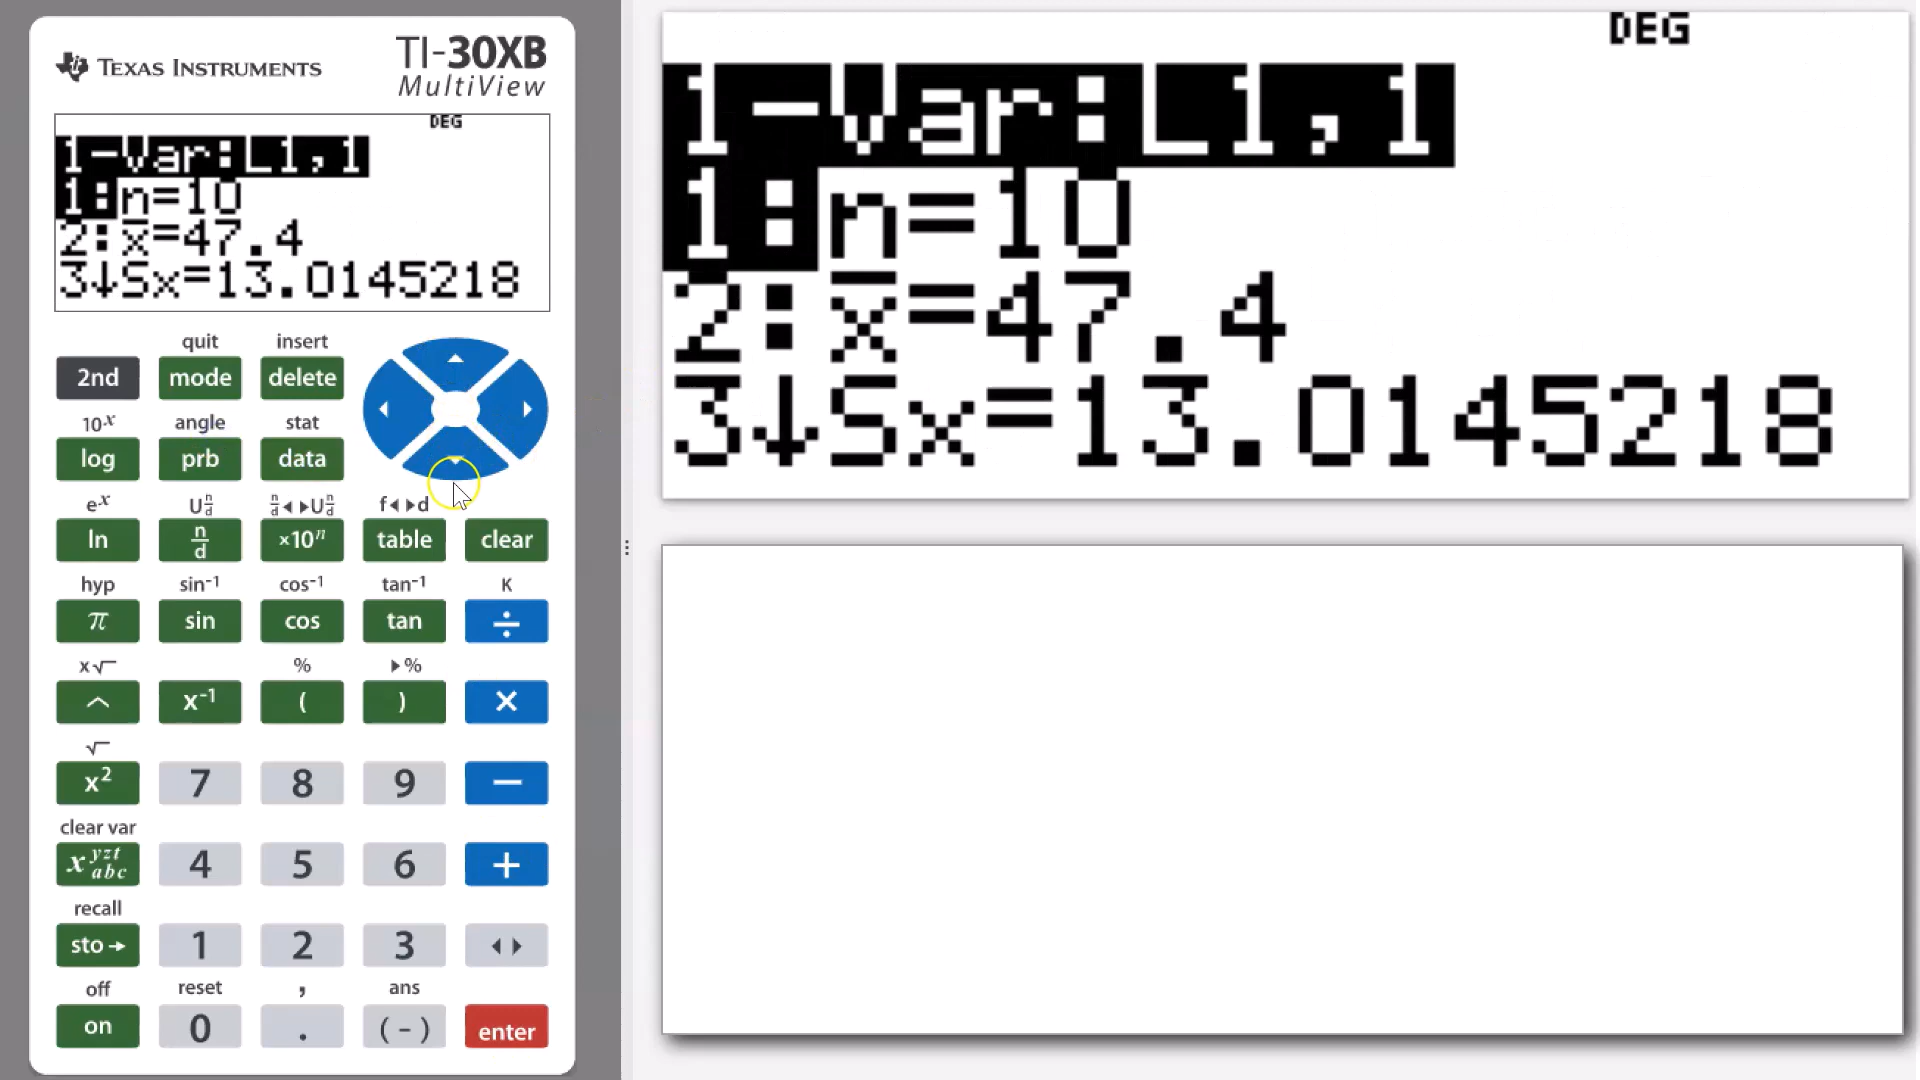 TEXAS INSTRUMENTS
TI-30XB
MultiView
DEG
1-Var:L1,1
1:n=10
2:x̅=47.4
3↓Sx=13.0145218
quit insert
2nd mode delete
10ˣ angle stat
log prb data
eˣ U n/d n/d ◄ ►U n/d f◄ ►d
ln n/d ×10ⁿ table clear
hyp sin⁻¹ cos⁻¹ tan⁻¹ K
π sin cos tan ÷
x√ % ►%
^ x⁻¹ ( ) ×
√
x² 7 8 9 −
clear var
x yzt abc 4 5 6 +
recall
sto→ 1 2 3 ◄ ►
off reset , ans
on 0 . (-) enter
DEG
1-Var:L1,1
1:n=10
2:x̅=47.4
3↓Sx=13.0145218